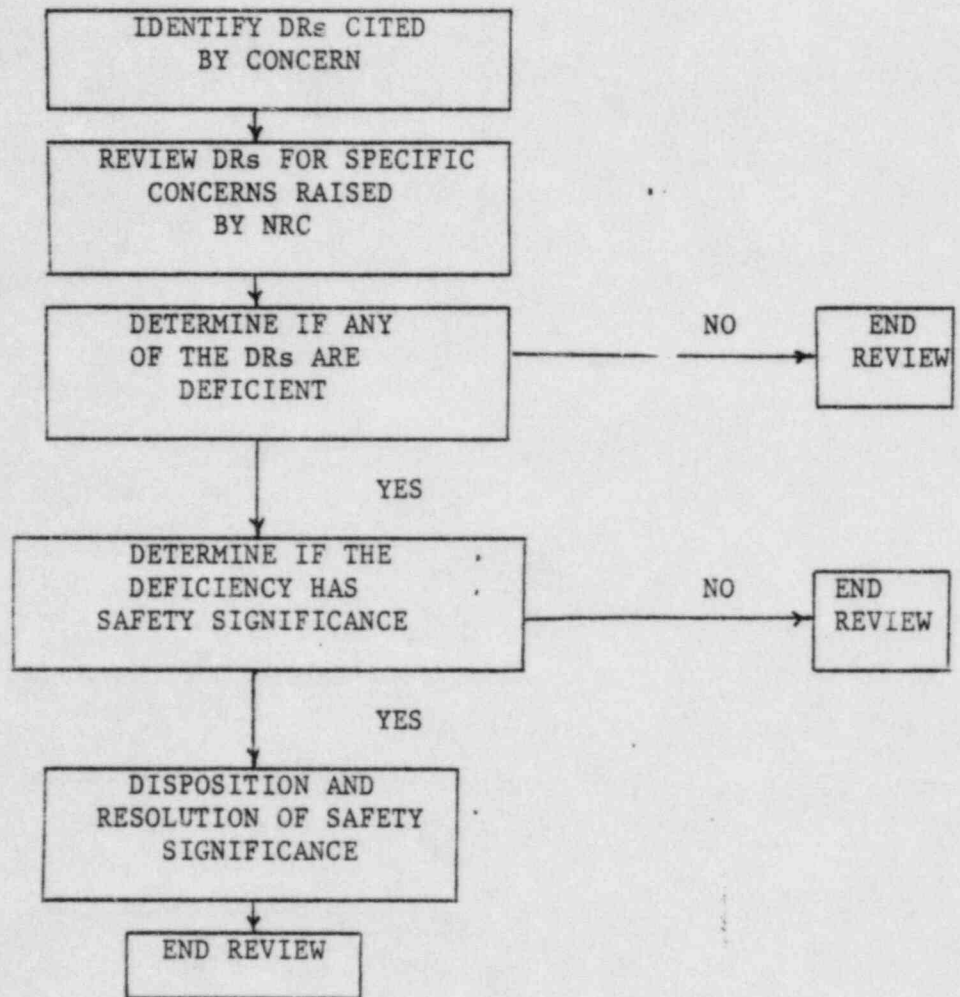 IDENTIFY DRs CITED
BY CONCERN
REVIEW DRs FOR SPECIFIC
CONCERNS RAISED
BY NRC
DETERMINE IF ANY
OF THE DRs ARE
DEFICIENT
NO
END
REVIEW
YES
DETERMINE IF THE
DEFICIENCY HAS
SAFETY SIGNIFICANCE
NO
END
REVIEW
YES
DISPOSITION AND
RESOLUTION OF SAFETY
SIGNIFICANCE
END REVIEW